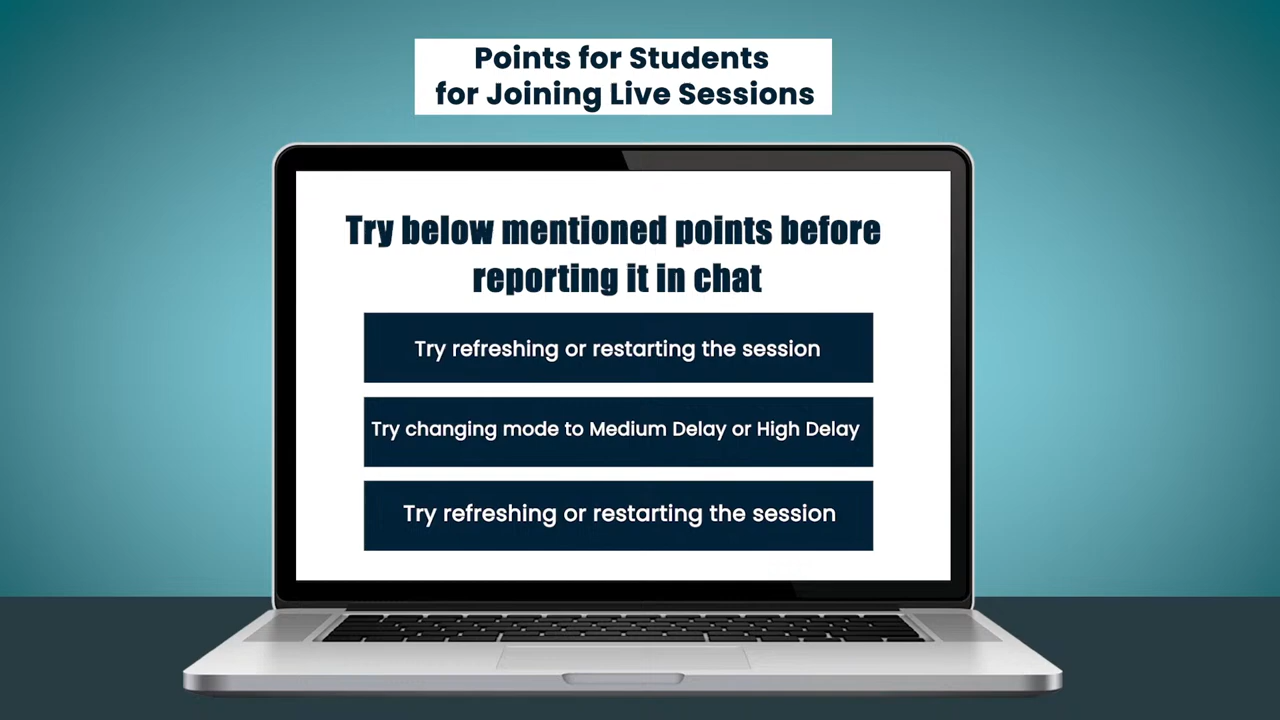 Points for Students
for Joining Live Sessions
Try below mentioned points before
reporting it in chat
Try refreshing or restarting the session
Try changing mode to Medium Delay or High Delay
Try refreshing or restarting the session